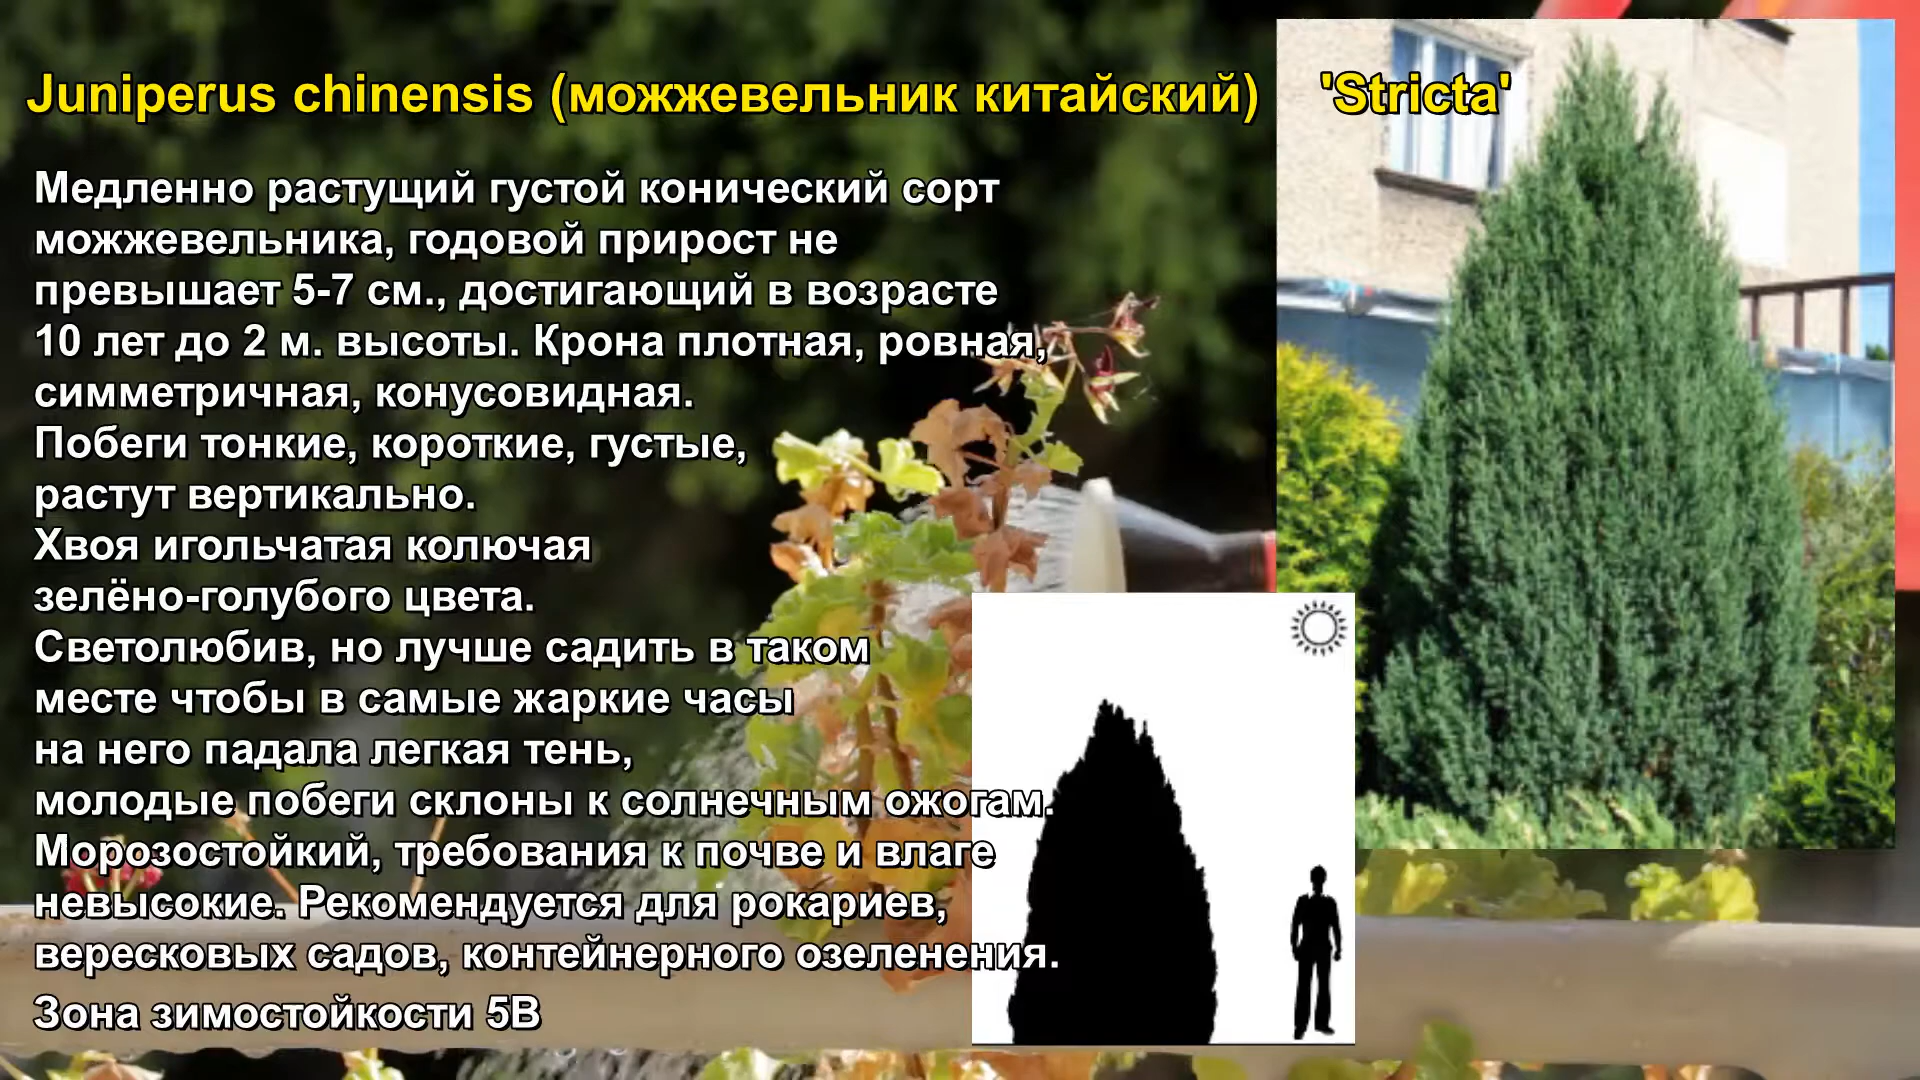 Juniperus chinensis (можжевельник китайский) 'Stricta'
Медленно растущий густой конический сорт
можжевельника, годовой прирост не
превышает 5-7 см., достигающий в возрасте
10 лет до 2 м. высоты. Крона плотная, ровная,
симметричная, конусовидная.
Побеги тонкие, короткие, густые,
растут вертикально.
Хвоя игольчатая колючая
зелёно-голубого цвета.
Светолюбив, но лучше садить в таком
месте чтобы в самые жаркие часы
на него падала легкая тень,
молодые побеги склоны к солнечным ожогам.
Морозостойкий, требования к почве и влаге
невысокие. Рекомендуется для рокариев,
вересковых садов, контейнерного озеленения.
Зона зимостойкости 5В